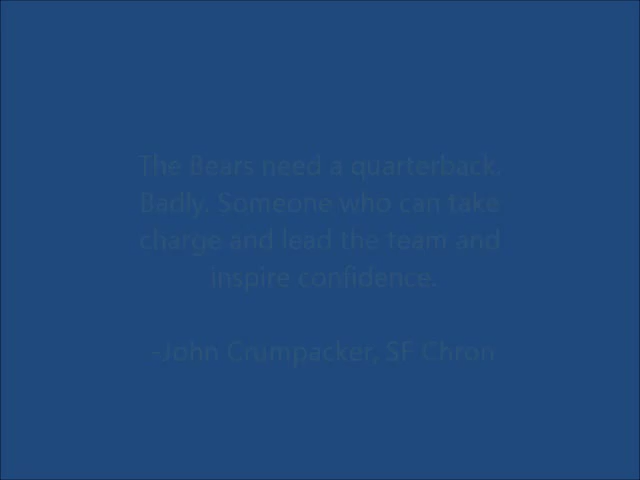 The Bears need a quarterback.
Badly. Someone who can take
charge and lead the team and
inspire confidence.
-John Crumpacker, SF Chron